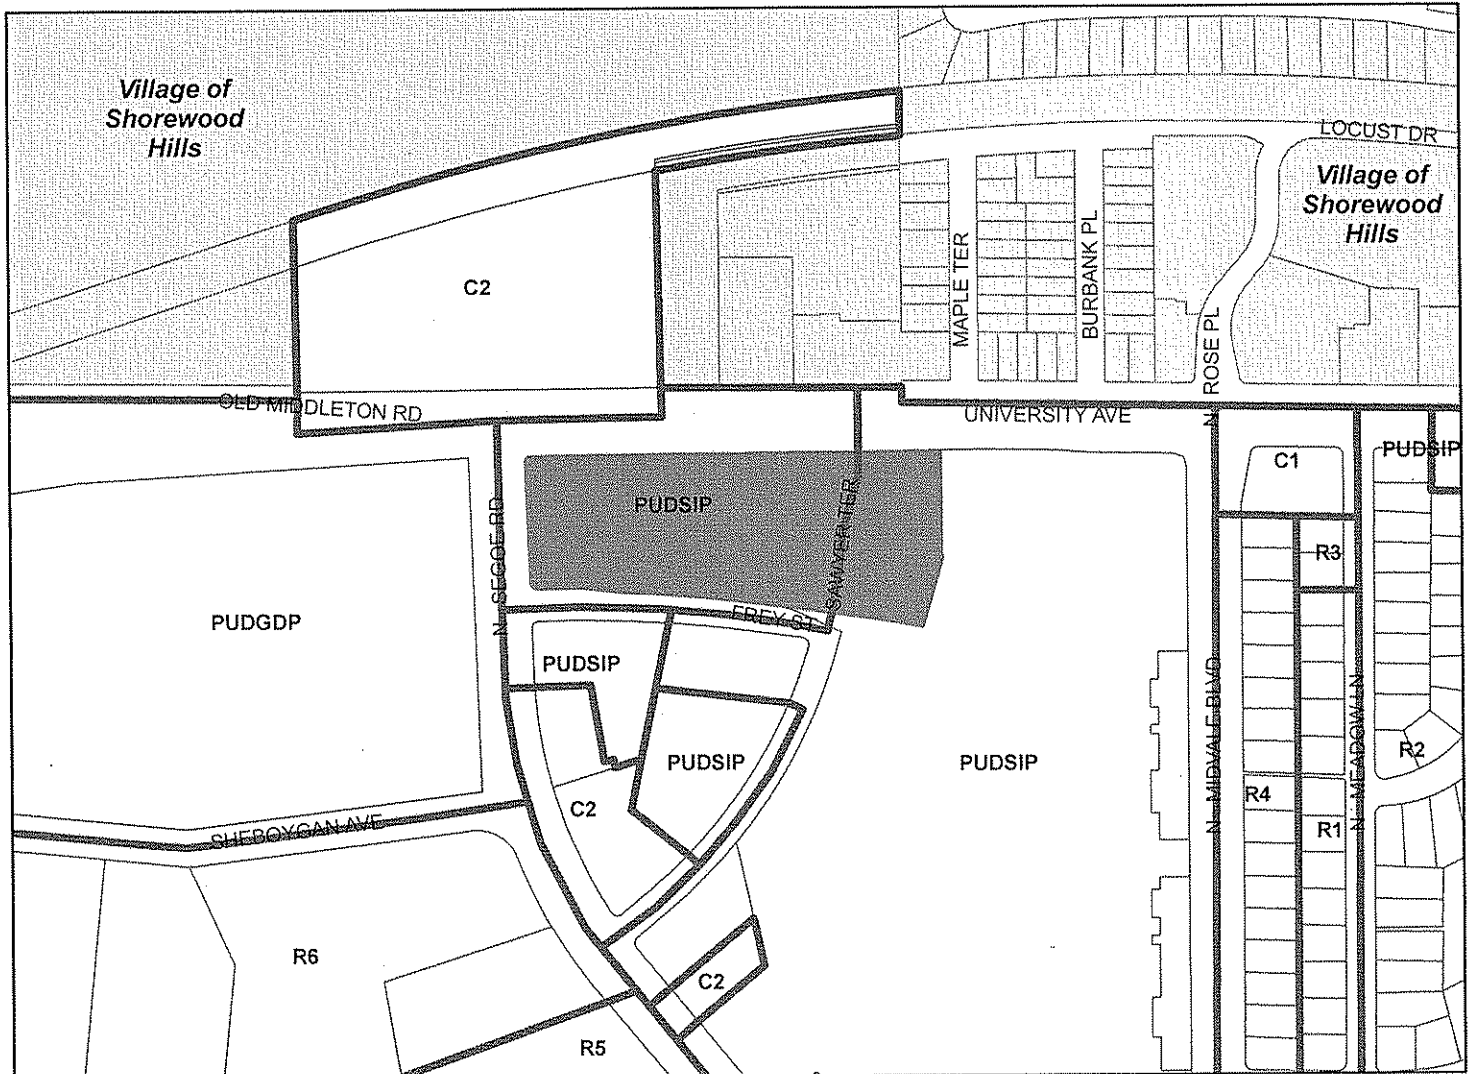 Village of
Shorewood
Hills
LOCUST DR
Village of
Shorewood
Hills
C2
MAPLE TER
BURBANK PL
N ROSE PL
OLD MIDDLETON RD
UNIVERSITY AVE
PUDSIP
C1
PUDSIP
N SEGOE RD
SAWYER TER
R3
FREY ST
PUDGDP
PUDSIP
PUDSIP
PUDSIP
N MIDVALE BLVD
N MEADOW LN
R2
C2
R4
R1
SHEBOYGAN AVE
R6
C2
R5